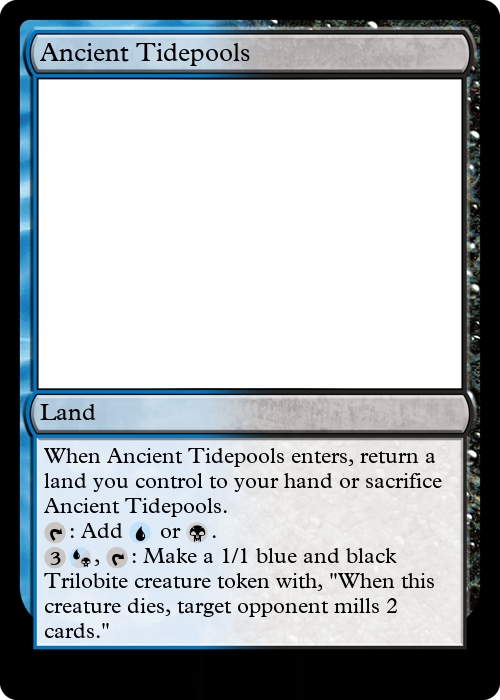 Ancient Tidepools
Land
When Ancient Tidepools enters, return a
land you control to your hand or sacrifice
Ancient Tidepools.
: Add or .
3 , : Make a 1/1 blue and black
Trilobite creature token with, "When this
creature dies, target opponent mills 2
cards."